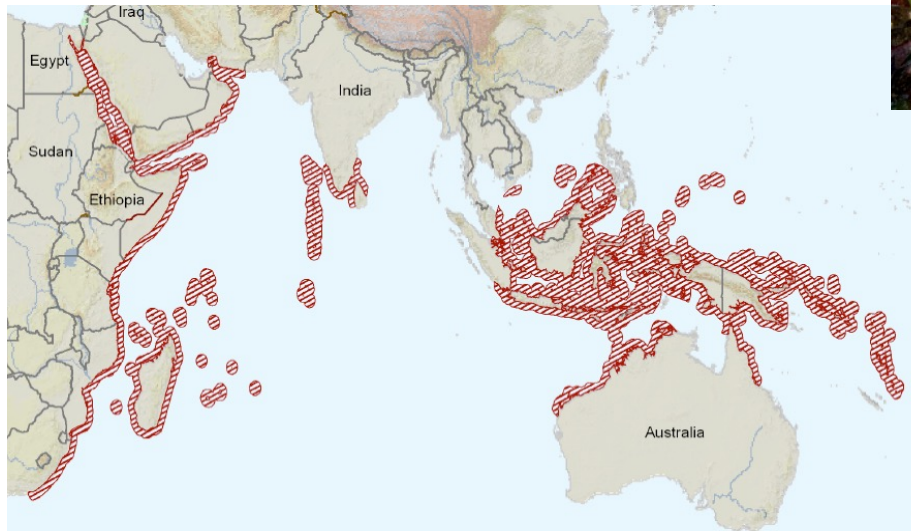 Iraq
Egypt
India
Sudan
Ethiopia
Australia